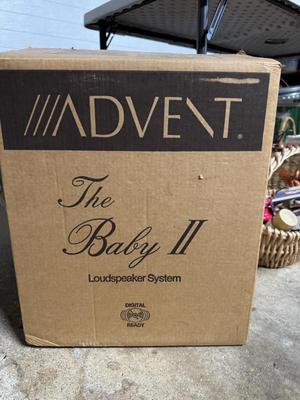 ADVENT®
The
Baby II
Loudspeaker System
DIGITAL
READY